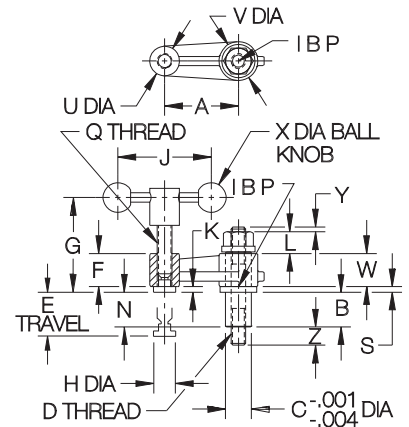 V DIA
I B P
U DIA
A
Q THREAD
J
X DIA BALL
KNOB
I B P
Y
K
L
G
F
W
E
TRAVEL
N
B
Z
S
H DIA
D THREAD
C -.001
-.004 DIA